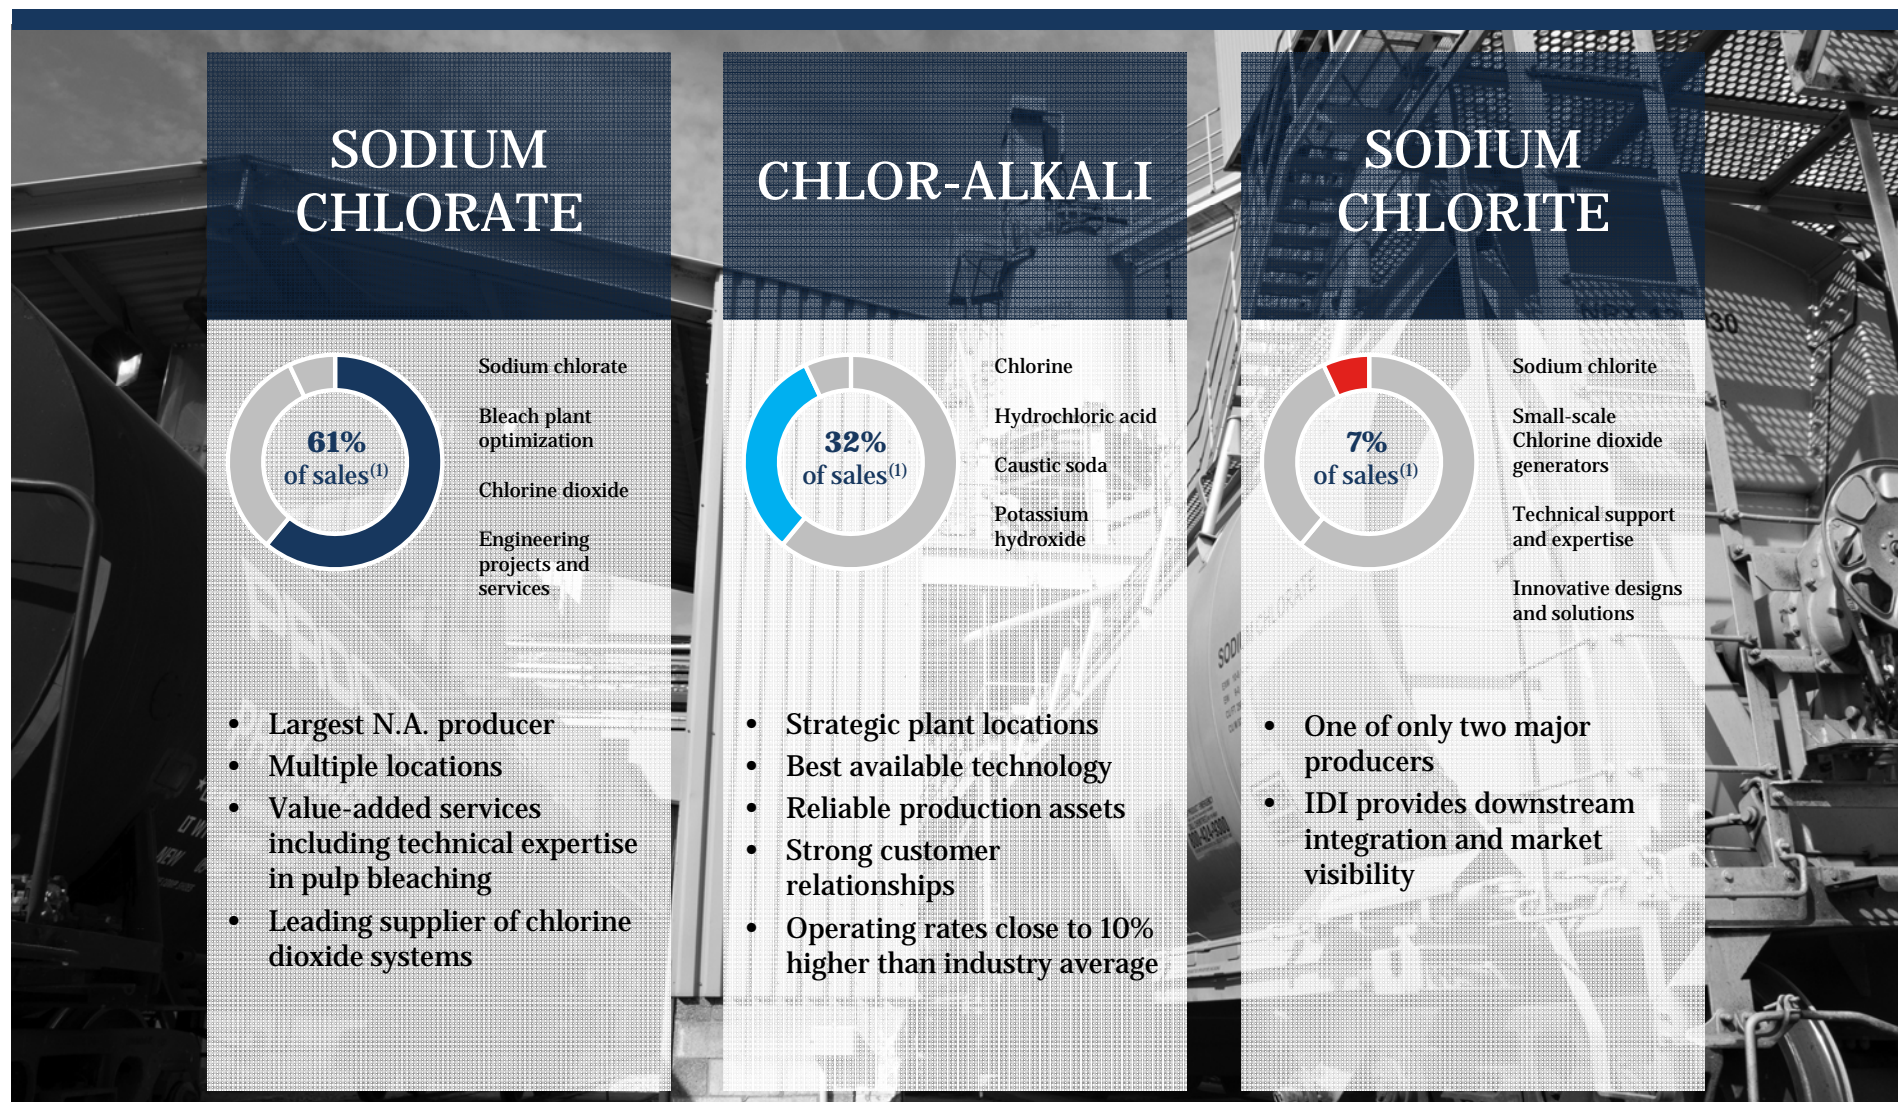 SODIUM
CHLORATE
61%
of sales(1)
Sodium chlorate
Bleach plant
optimization
Chlorine dioxide
Engineering
projects and
services
• Largest N.A. producer
• Multiple locations
• Value-added services
including technical expertise
in pulp bleaching
• Leading supplier of chlorine
dioxide systems
CHLOR-ALKALI
32%
of sales(1)
Chlorine
Hydrochloric acid
Caustic soda
Potassium
hydroxide
• Strategic plant locations
• Best available technology
• Reliable production assets
• Strong customer
relationships
• Operating rates close to 10%
higher than industry average
SODIUM
CHLORITE
7%
of sales(1)
Sodium chlorite
Small-scale
Chlorine dioxide
generators
Technical support
and expertise
Innovative designs
and solutions
• One of only two major
producers
• IDI provides downstream
integration and market
visibility